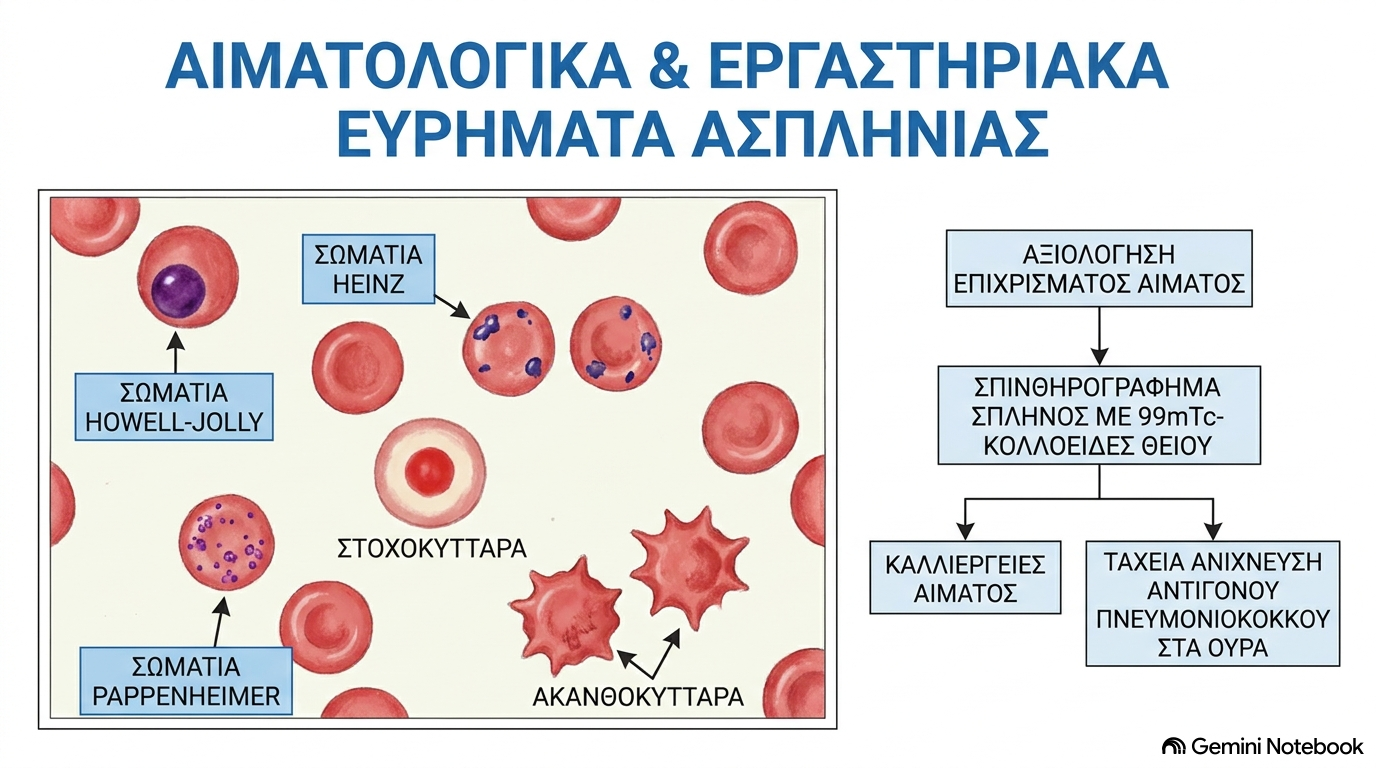 ΑΙΜΑΤΟΛΟΓΙΚΑ & ΕΡΓΑΣΤΗΡΙΑΚΑ
ΕΥΡΗΜΑΤΑ ΑΣΠΛΗΝΙΑΣ
ΣΩΜΑΤΙΑ
HEINZ
ΣΩΜΑΤΙΑ
HOWELL-JOLLY
ΣΤΟΧΟΚΥΤΤΑΡΑ
ΣΩΜΑΤΙΑ
PAPPENHEIMER
ΑΚΑΝΘΟΚΥΤΤΑΡΑ
ΑΞΙΟΛΟΓΗΣΗ
ΕΠΙΧΡΙΣΜΑΤΟΣ ΑΙΜΑΤΟΣ
ΣΠΙΝΘΗΡΟΓΡΑΦΗΜΑ
ΣΠΛΗΝΟΣ ΜΕ 99mTc-
ΚΟΛΛΟΕΙΔΕΣ ΘΕΙΟΥ
ΚΑΛΛΙΕΡΓΕΙΕΣ
ΑΙΜΑΤΟΣ
ΤΑΧΕΙΑ ΑΝΙΧΝΕΥΣΗ
ΑΝΤΙΓΟΝΟΥ
ΠΝΕΥΜΟΝΙΟΚΟΚΚΟΥ
ΣΤΑ ΟΥΡΑ
Gemini Notebook